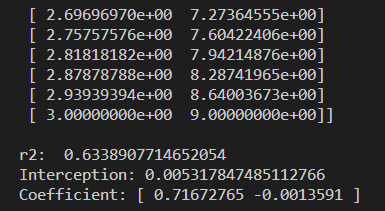 [ 2.69696970e+00 7.27364555e+00]
[ 2.75757576e+00 7.60422406e+00]
[ 2.81818182e+00 7.94214876e+00]
[ 2.87878788e+00 8.28741965e+00]
[ 2.93939394e+00 8.64003673e+00]
[ 3.00000000e+00 9.00000000e+00]]
r2: 0.6338907714652054
Interception: 0.005317847485112766
Coefficient: [ 0.71672765 -0.0013591 ]